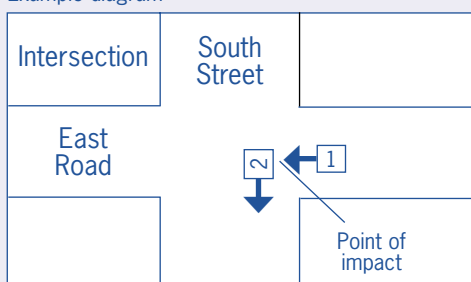 Example diagram
Intersection
South
Street
East
Road
2
1
Point of
impact